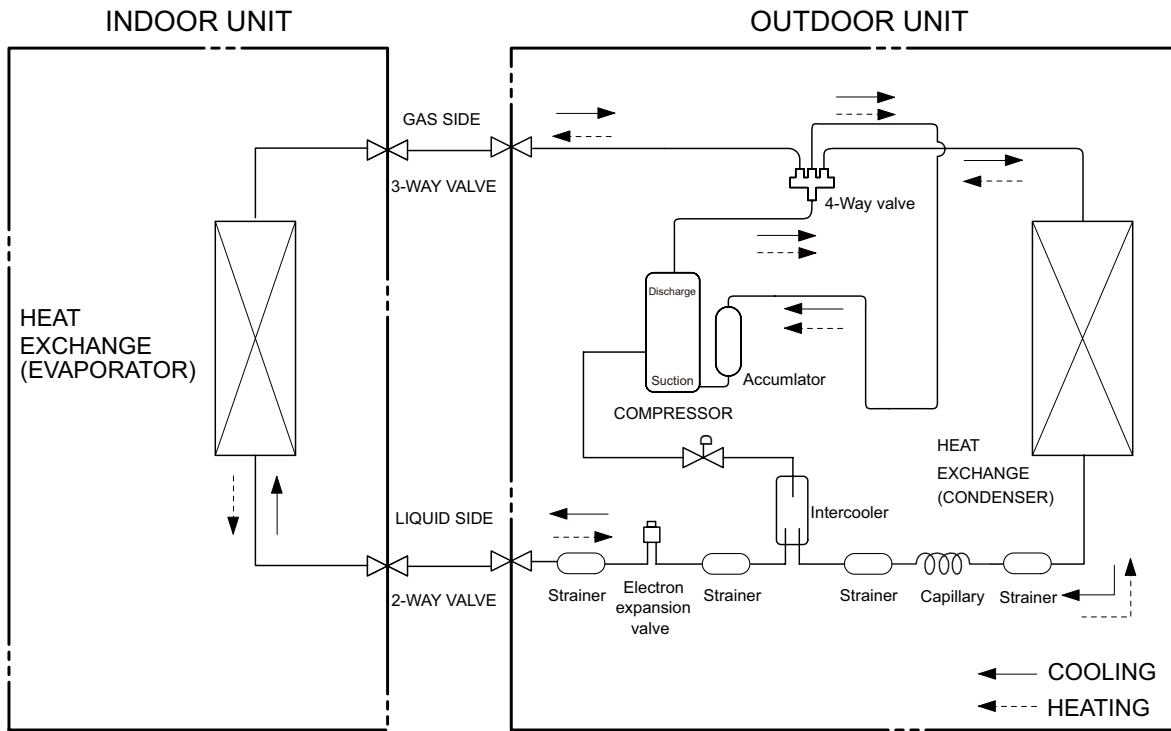 INDOOR UNIT
OUTDOOR UNIT
GAS SIDE
3-WAY VALVE
4-Way valve
Discharge
Suction
Accumlator
COMPRESSOR
HEAT
EXCHANGE
(EVAPORATOR)
HEAT
EXCHANGE
(CONDENSER)
Intercooler
LIQUID SIDE
2-WAY VALVE
Strainer
Electron
expansion
valve
Strainer
Strainer
Capillary
Strainer
COOLING
HEATING